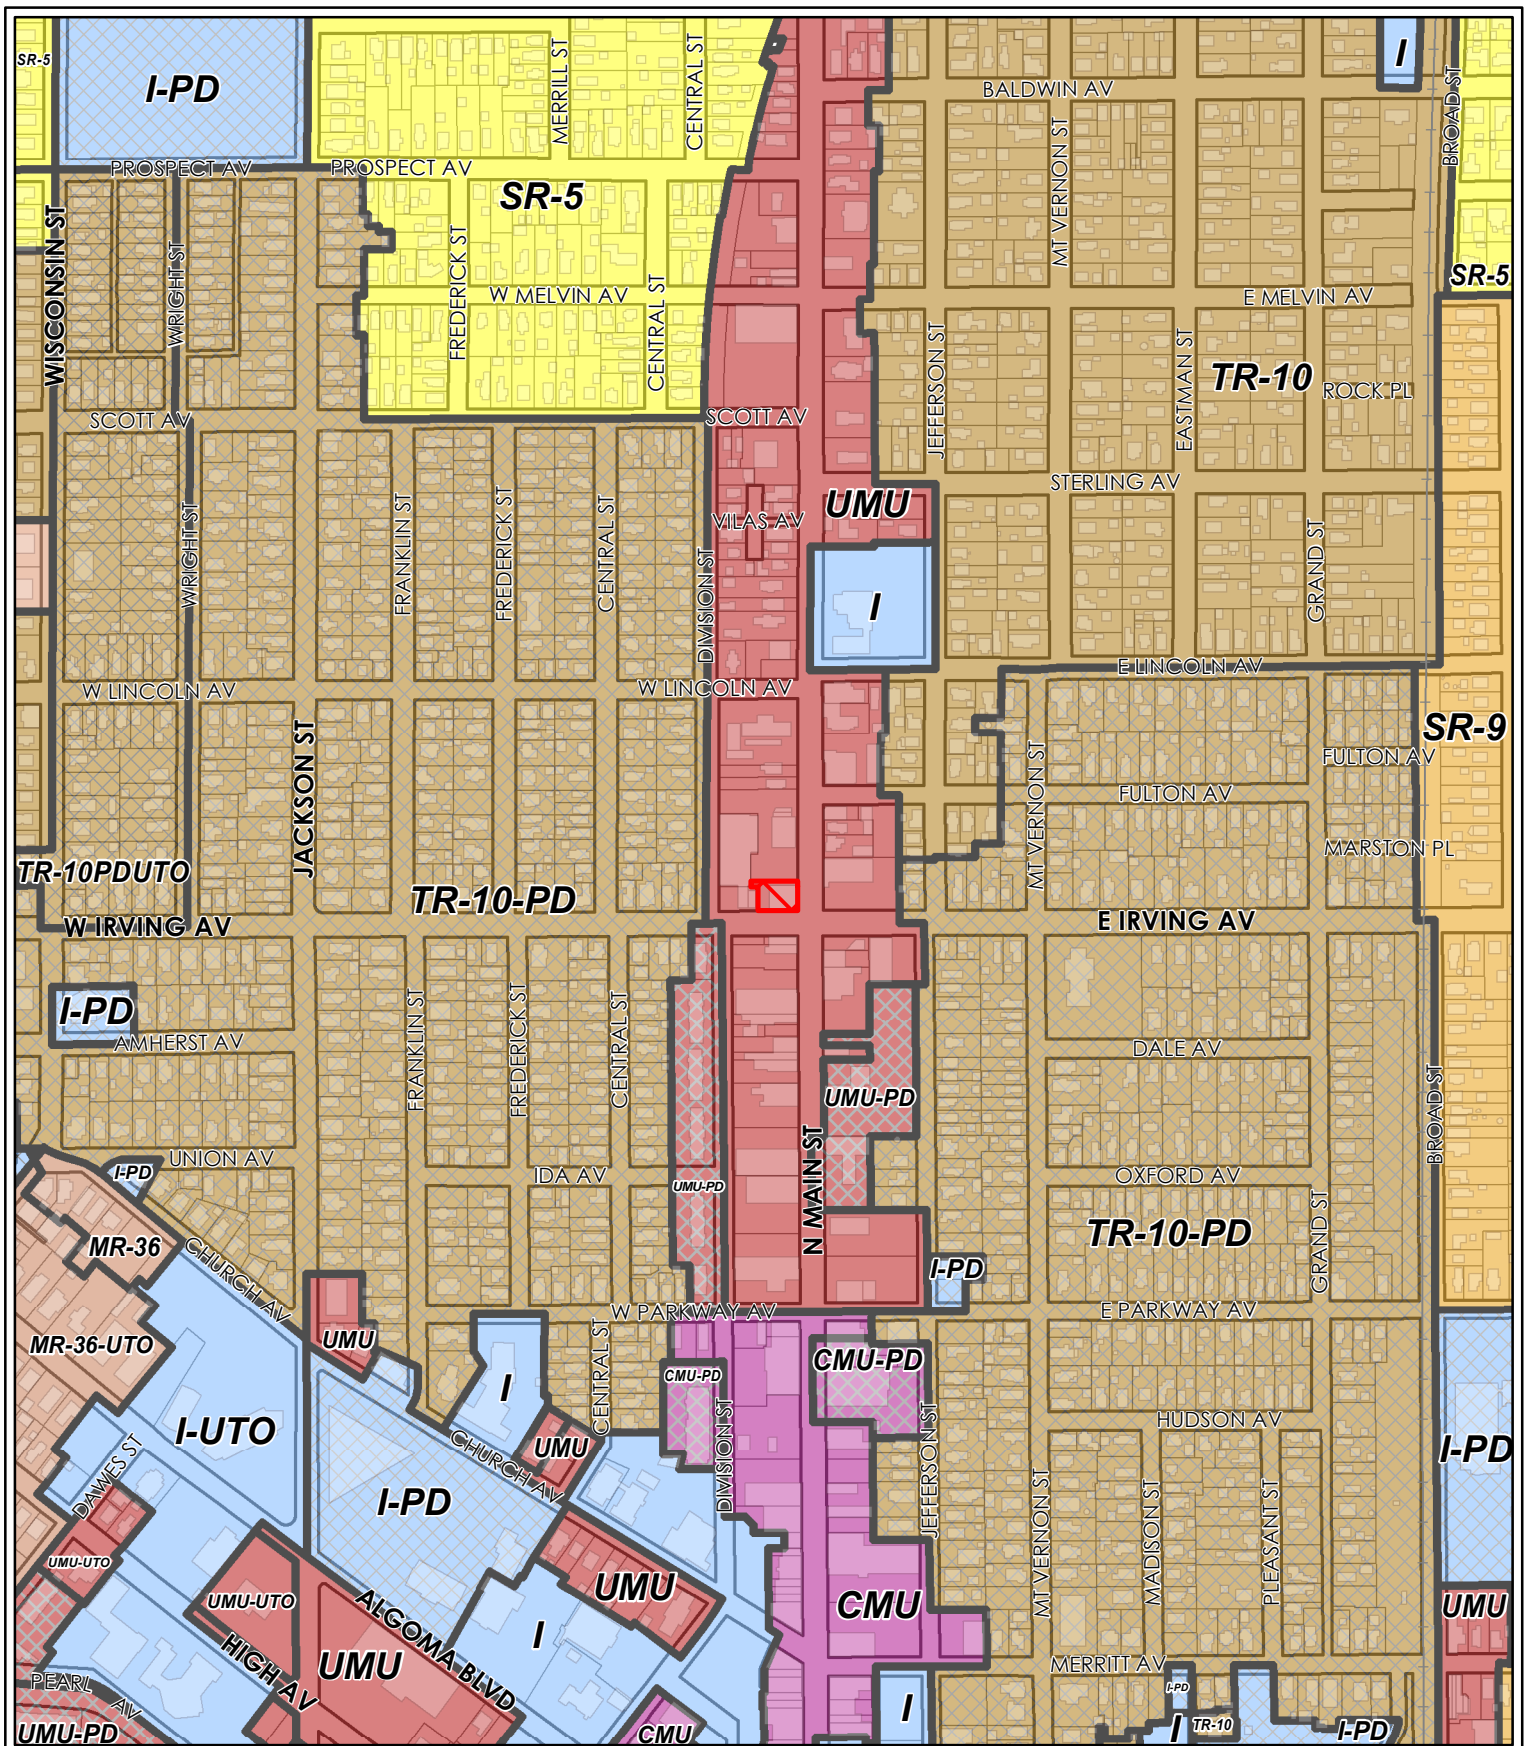 SR-5
I-PD
MERRILL ST
CENTRAL ST
BALDWIN AV
I
BROAD ST
PROSPECT AV
PROSPECT AV
SR-5
MT VERNON ST
WISCONSIN ST
WRIGHT ST
FREDERICK ST
W MELVIN AV
CENTRAL ST
E MELVIN AV
SR-5
JEFFERSON ST
EASTMAN ST
TR-10
ROCK PL
SCOTT AV
SCOTT AV
STERLING AV
UMU
VILAS AV
WRIGHT ST
FRANKLIN ST
FREDERICK ST
CENTRAL ST
DIVISION ST
I
GRAND ST
W LINCOLN AV
W LINCOLN AV
E LINCOLN AV
SR-9
JACKSON ST
MT VERNON ST
FULTON AV
FULTON AV
MARSTON PL
TR-10PDUTO
TR-10-PD
W IRVING AV
E IRVING AV
I-PD
AMHERST AV
FRANKLIN ST
FREDERICK ST
CENTRAL ST
DALE AV
UMU-PD
BROAD ST
UNION AV
I-PD
IDA AV
UMU-PD
N MAIN ST
OXFORD AV
TR-10-PD
GRAND ST
MR-36
CHURCH AV
I-PD
W PARKWAY AV
E PARKWAY AV
MR-36-UTO
UMU
CENTRAL ST
CMU-PD
CMU-PD
I
DIVISION ST
JEFFERSON ST
HUDSON AV
I-UTO
CHURCH AV
UMU
I-PD
DAWES ST
I-PD
MT VERNON ST
MADISON ST
PLEASANT ST
UMU-UTO
UMU-UTO
ALGOMA BLVD
UMU
CMU
UMU
I
HIGH AV
UMU
MERRITT AV
PEARL AV
I-PD
I
UMU-PD
CMU
I
TR-10
I-PD